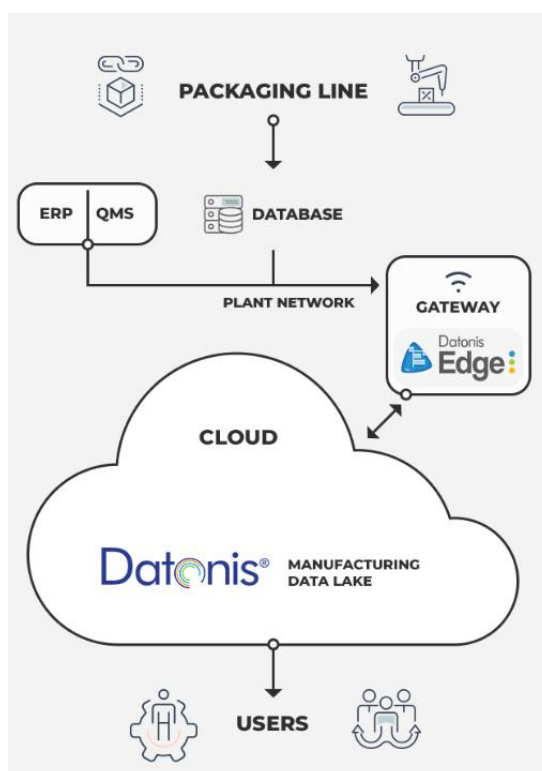 PACKAGING LINE
ERP QMS
DATABASE
PLANT NETWORK
GATEWAY
Datonis
Edge
CLOUD
Datonis®
MANUFACTURING
DATA LAKE
USERS